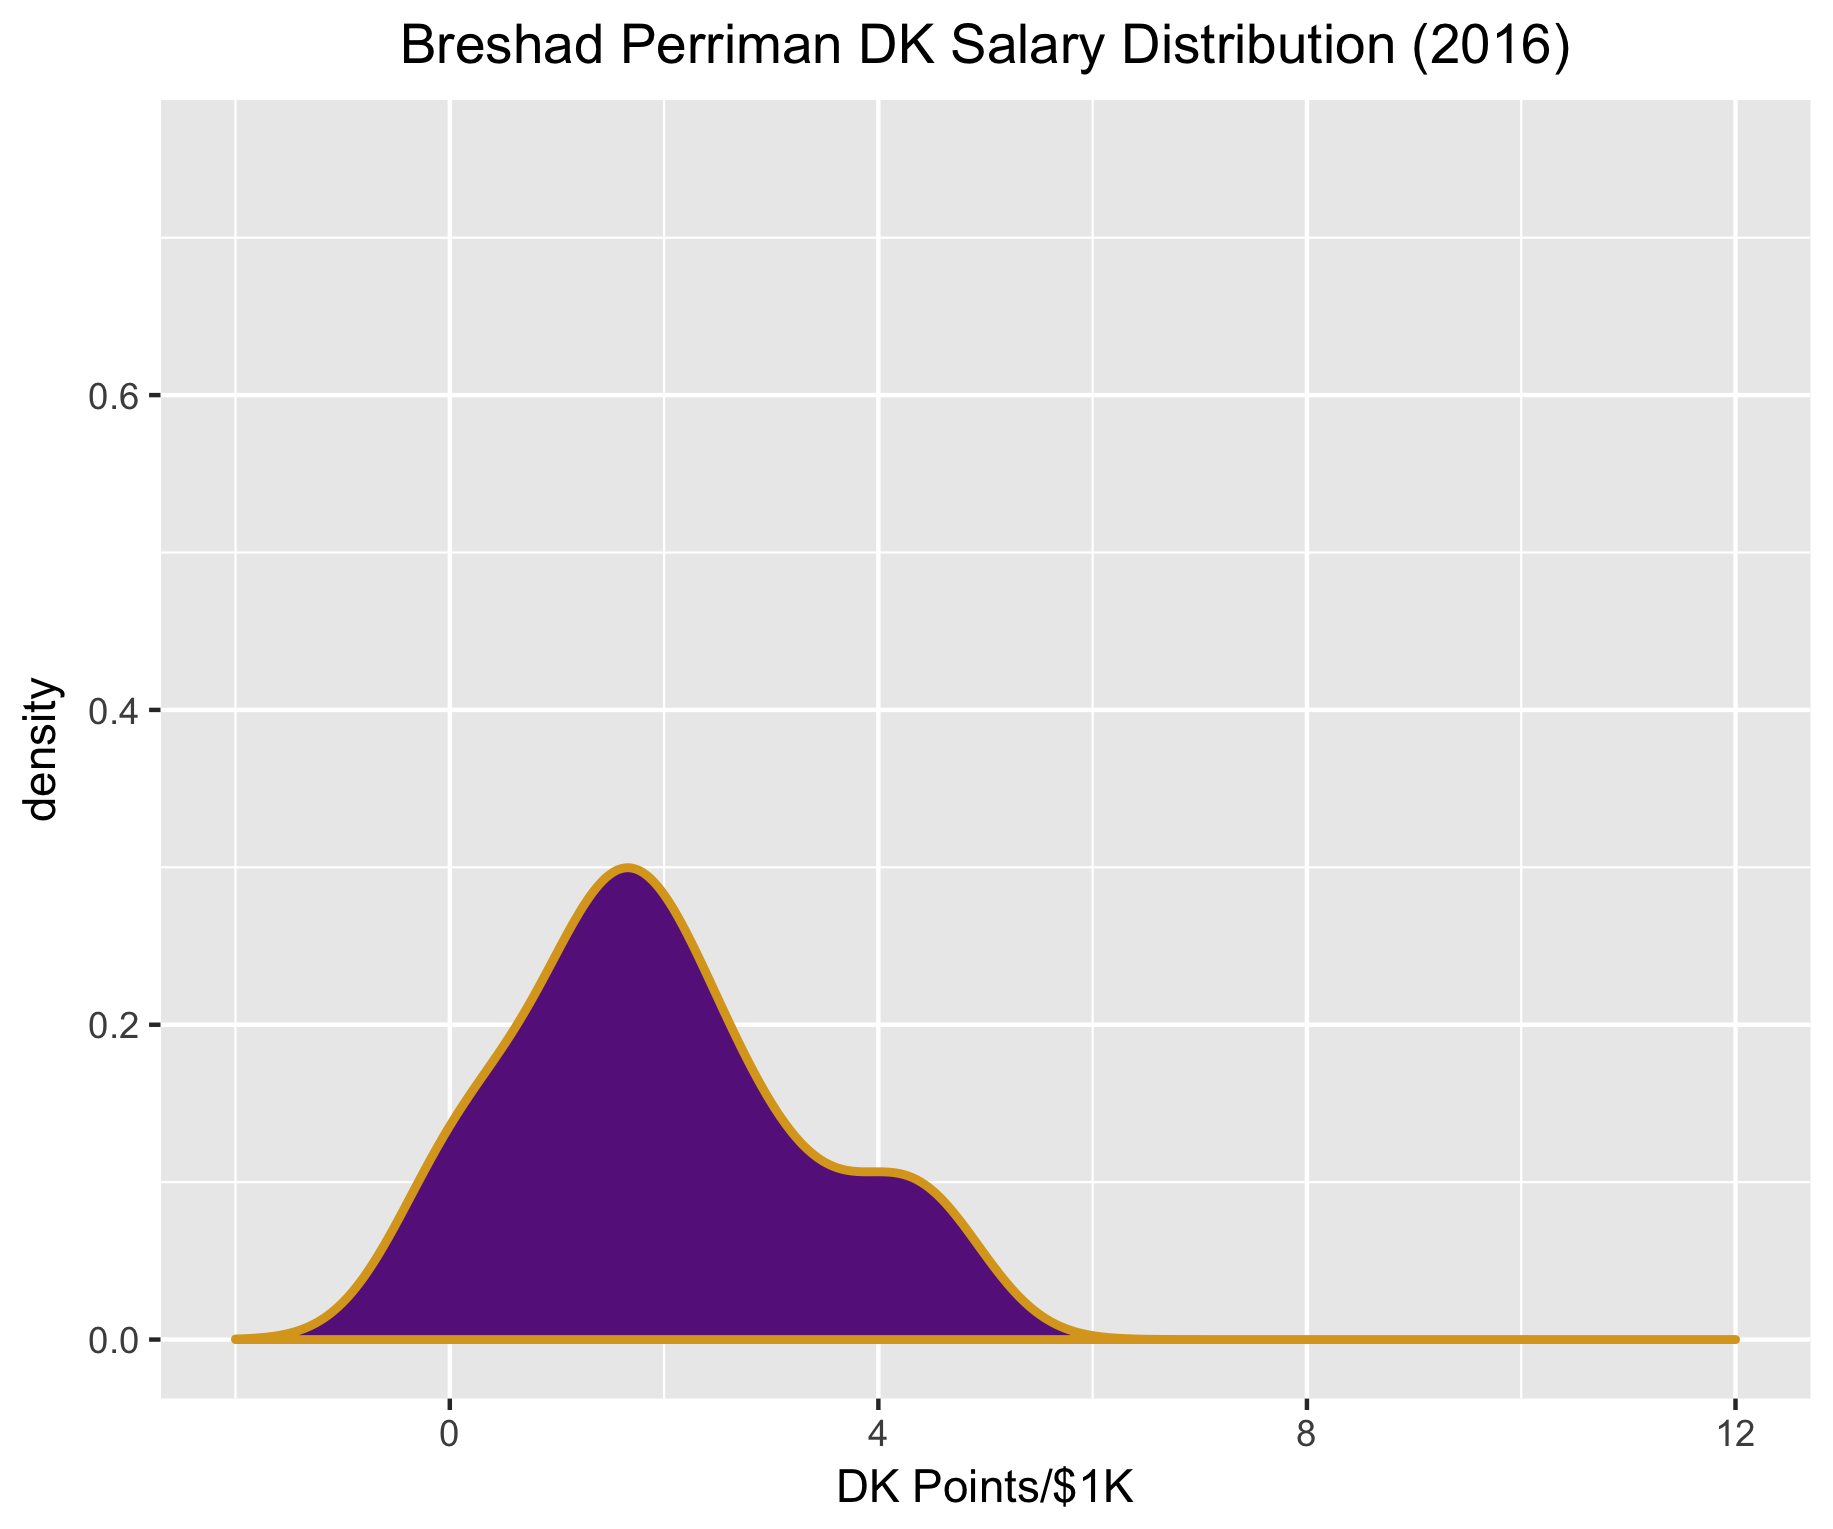 Breshad Perriman DK Salary Distribution (2016)
0.6
0.4
0.2
0.0
density
0 4 8 12
DK Points/$1K